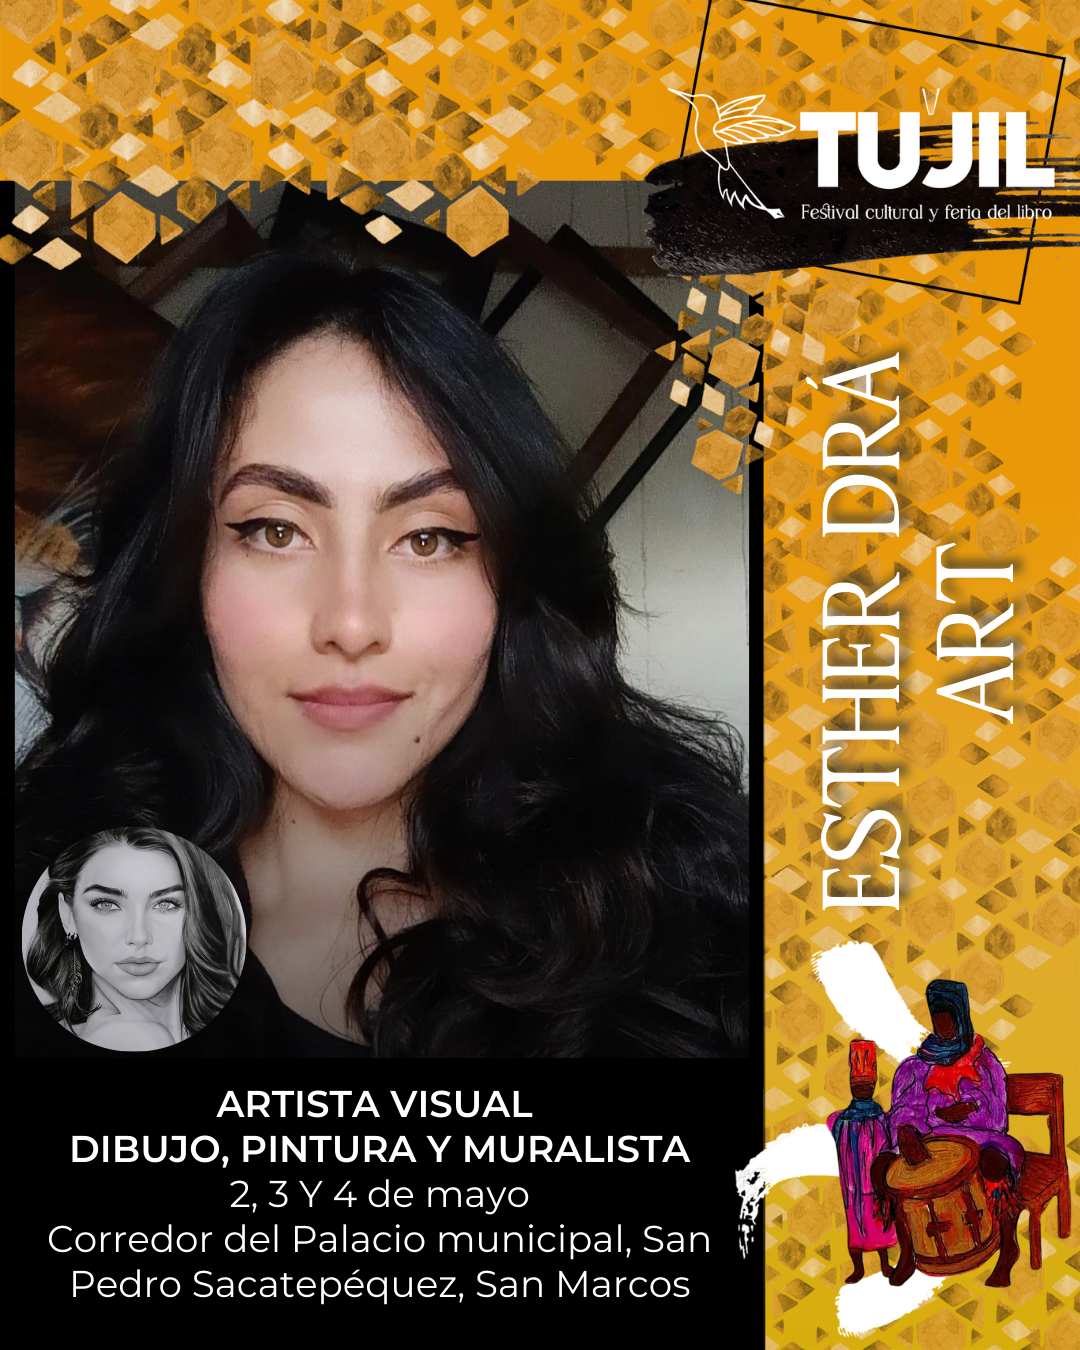 TUJIL
Festival cultural y feria del libro
ESTHER DRÁ
ART
ARTISTA VISUAL
DIBUJO, PINTURA Y MURALISTA
2, 3 Y 4 de mayo
Corredor del Palacio municipal, San
Pedro Sacatepéquez, San Marcos